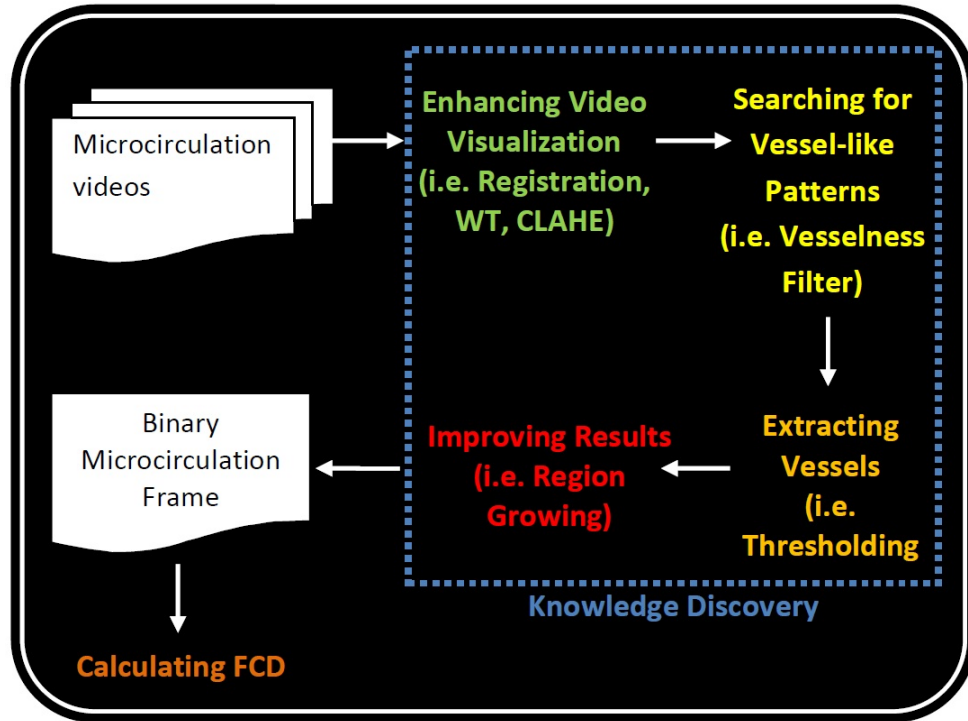 Microcirculation
videos
Enhancing Video
Visualization
(i.e. Registration,
WT, CLAHE)
Searching for
Vessel-like
Patterns
(i.e. Vesselness
Filter)
Extracting
Vessels
(i.e.
Thresholding
Improving Results
(i.e. Region
Growing)
Knowledge Discovery
Binary
Microcirculation
Frame
Calculating FCD